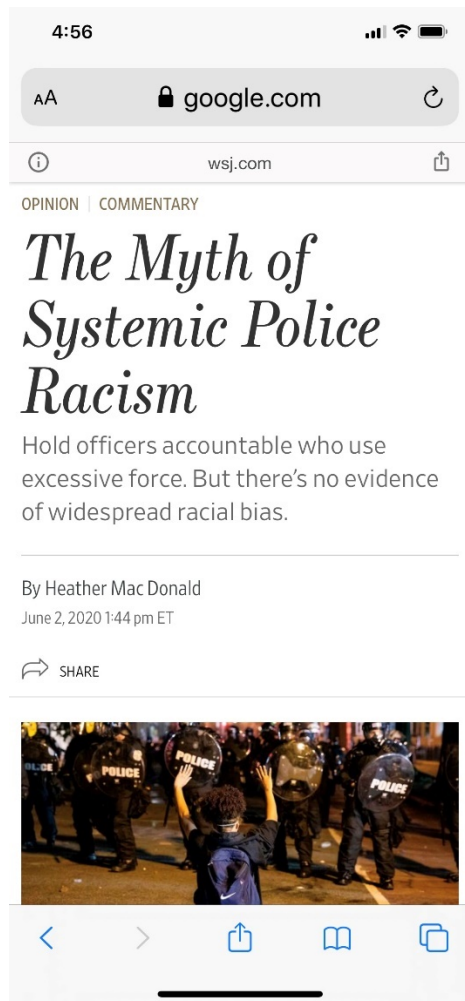 4:56
AA google.com
wsj.com
OPINION | COMMENTARY
The Myth of
Systemic Police
Racism
Hold officers accountable who use
excessive force. But there’s no evidence
of widespread racial bias.
By Heather Mac Donald
June 2, 2020 1:44 pm ET
SHARE
POLICE
POLICE
POLICE